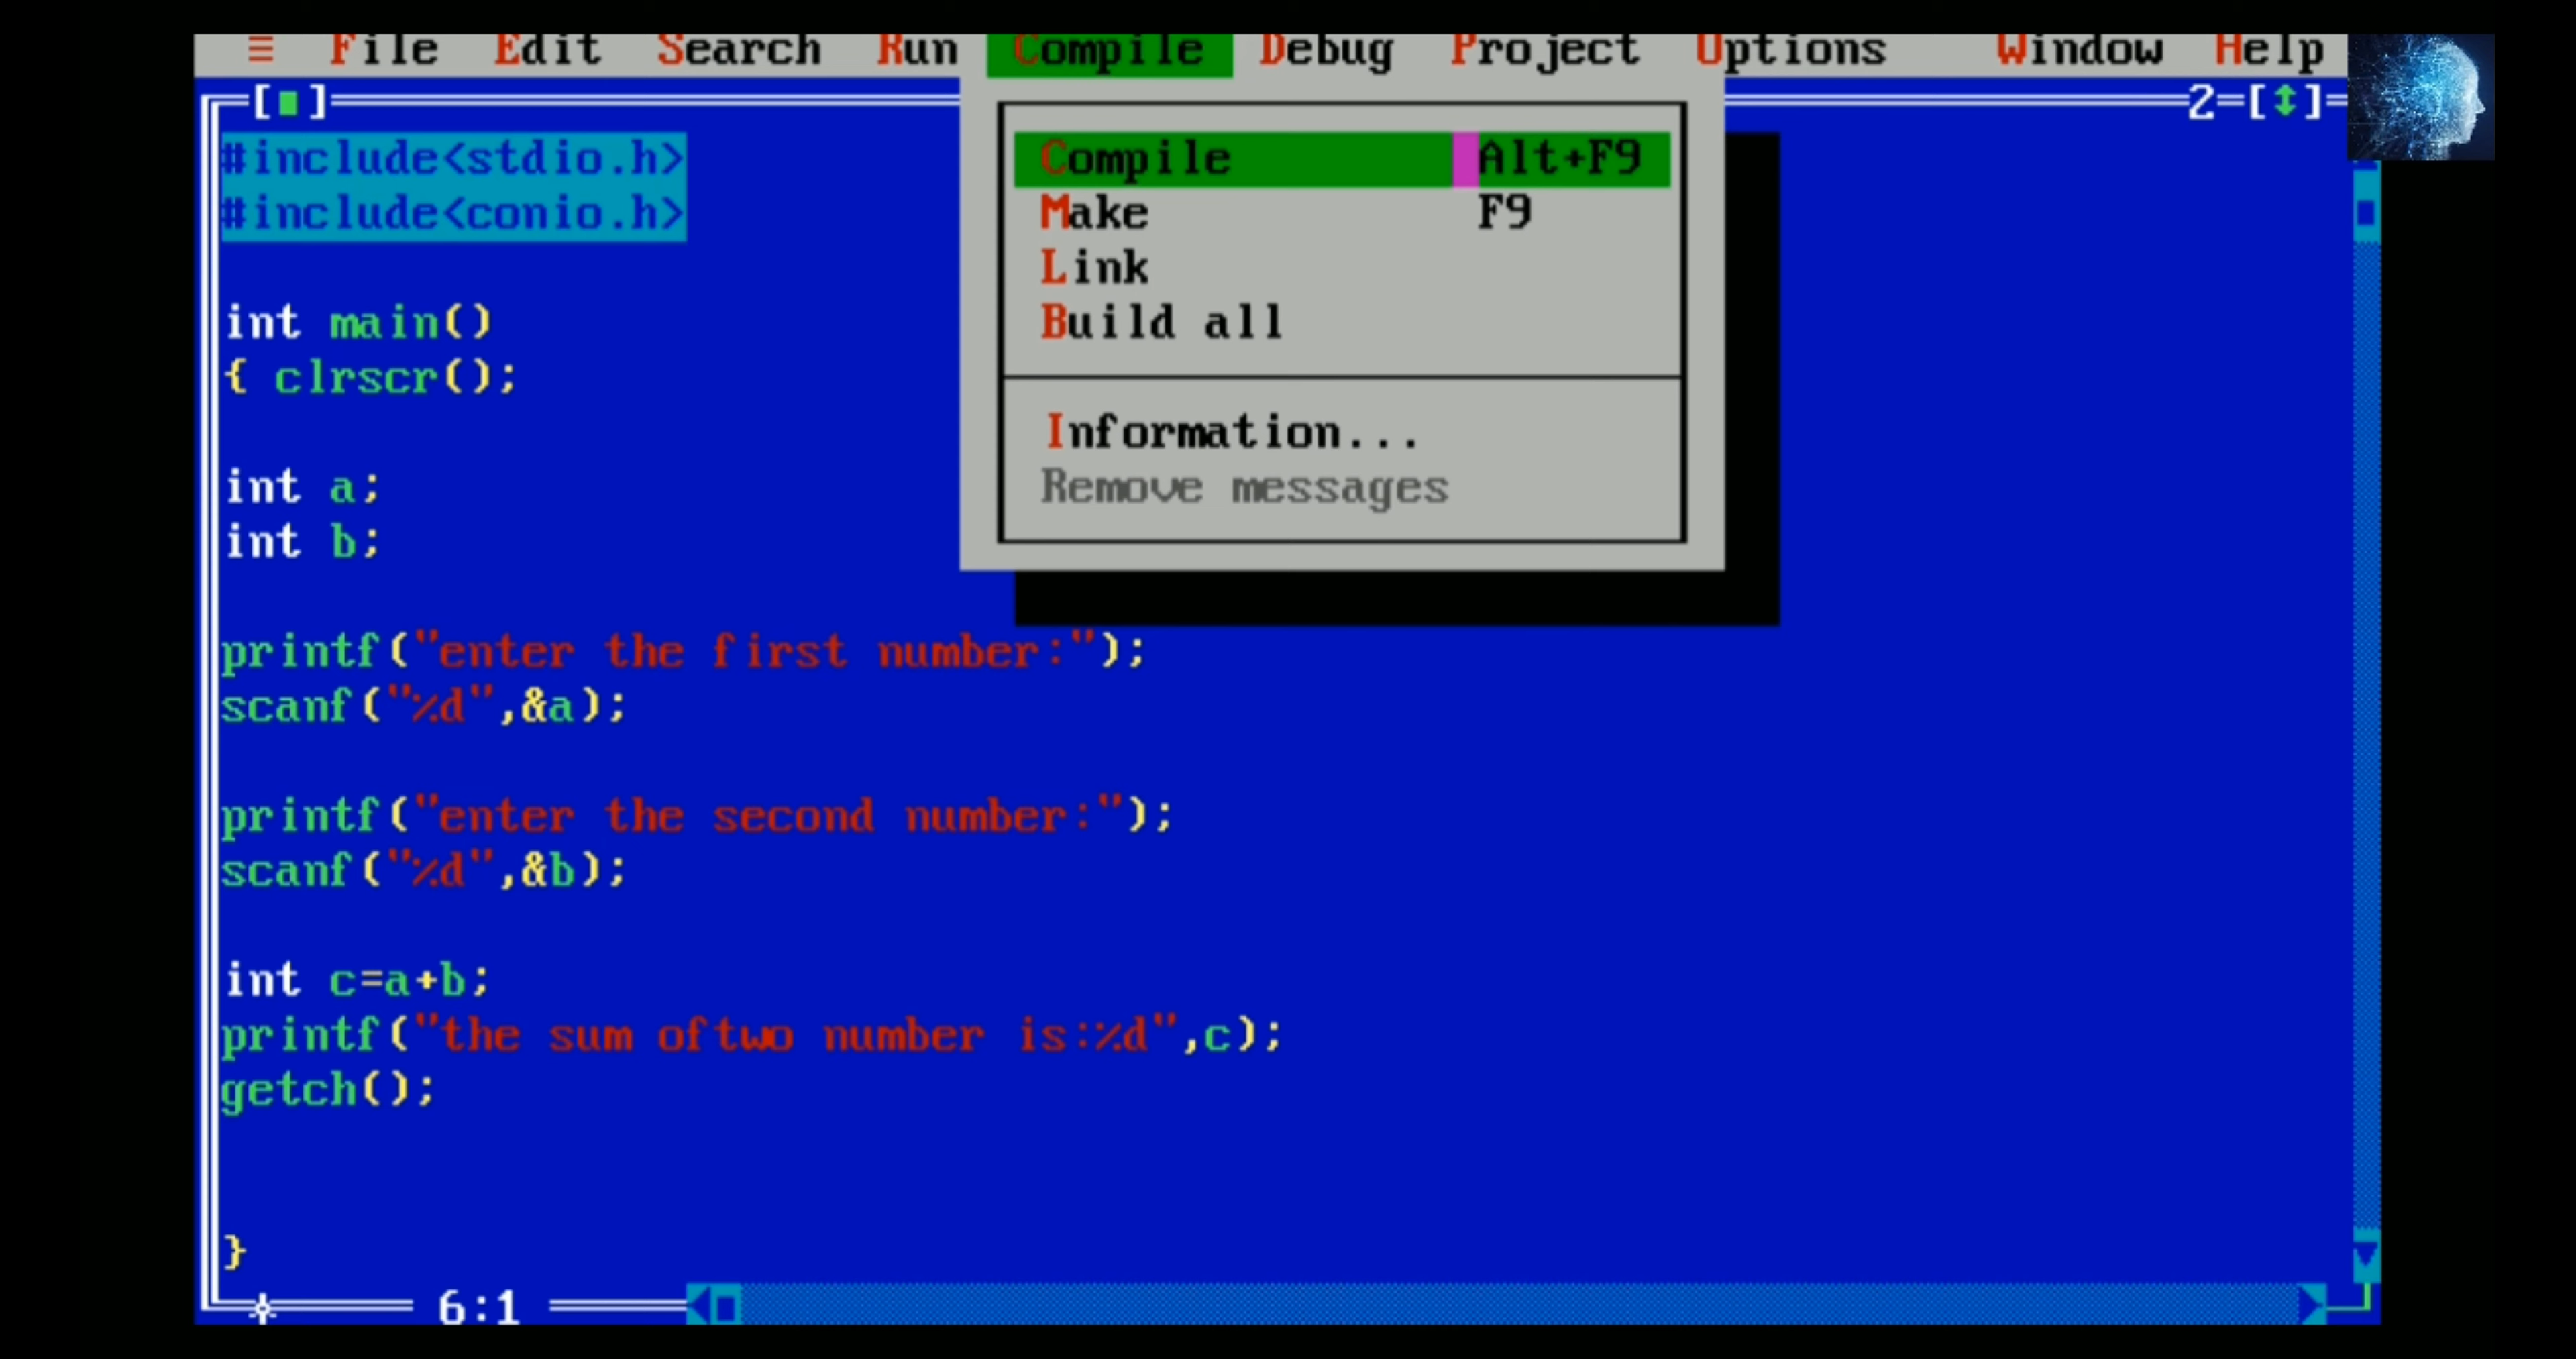 ≡ File Edit Search Run Compile Debug Project Options Window Help
[■] 2=[↕]
#include<stdio.h>
#include<conio.h>
int main()
{ clrscr();
int a;
int b;
printf("enter the first number:");
scanf("%d",&a);
printf("enter the second number:");
scanf("%d",&b);
int c=a+b;
printf("the sum oftwo number is:%d",c);
getch();
}
6:1
Compile Alt+F9
Make F9
Link
Build all
Information...
Remove messages